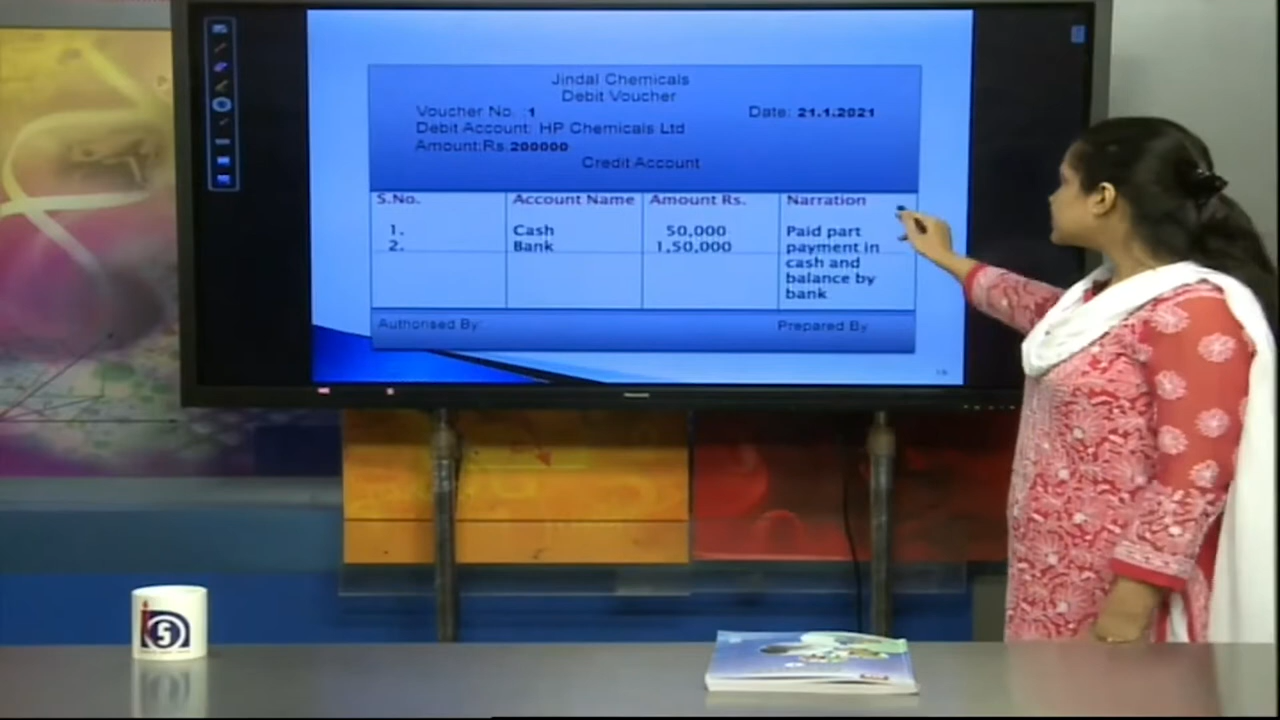 Jindal Chemicals
Debit Voucher
Voucher No. :1 Date: 21.1.2021
Debit Account: HP Chemicals Ltd
Amount:Rs.200000
Credit Account
S.No. Account Name Amount Rs. Narration
1. Cash 50,000 Paid part
2. Bank 1,50,000 payment in
cash and
balance by
bank
Authorised By: Prepared By